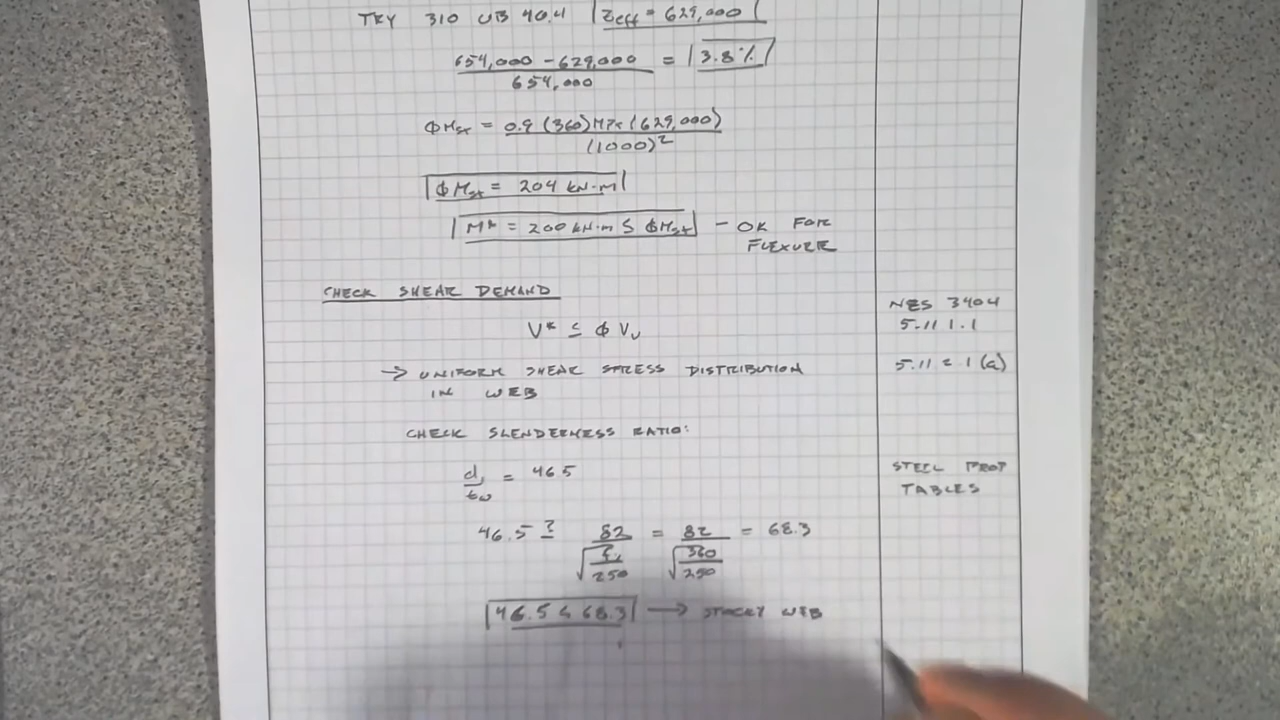 TRY 310 UB 40.4 Zeff = 629,000
654,000 - 629,000 = 3.8%
654,000
ΦMsx = 0.9 (360)MPa (629,000)
(1000)²
ΦMsx = 204 kN·m
M* = 200 kN·m ≤ ΦMsx - OK FOR
FLEXURE
CHECK SHEAR DEMAND
NZS 3404
5.11 1.1
V* ≤ Φ Vv
→ UNIFORM SHEAR STRESS DISTRIBUTION
IN WEB
5.11 2 1 (a)
CHECK SLENDERNESS RATIO:
d1 = 46.5
tw
STEEL PROP
TABLES
46.5 ? 82 = 82 = 68.3
√ fy √ 360
250 250
46.5 < 68.3 → STOCKY WEB